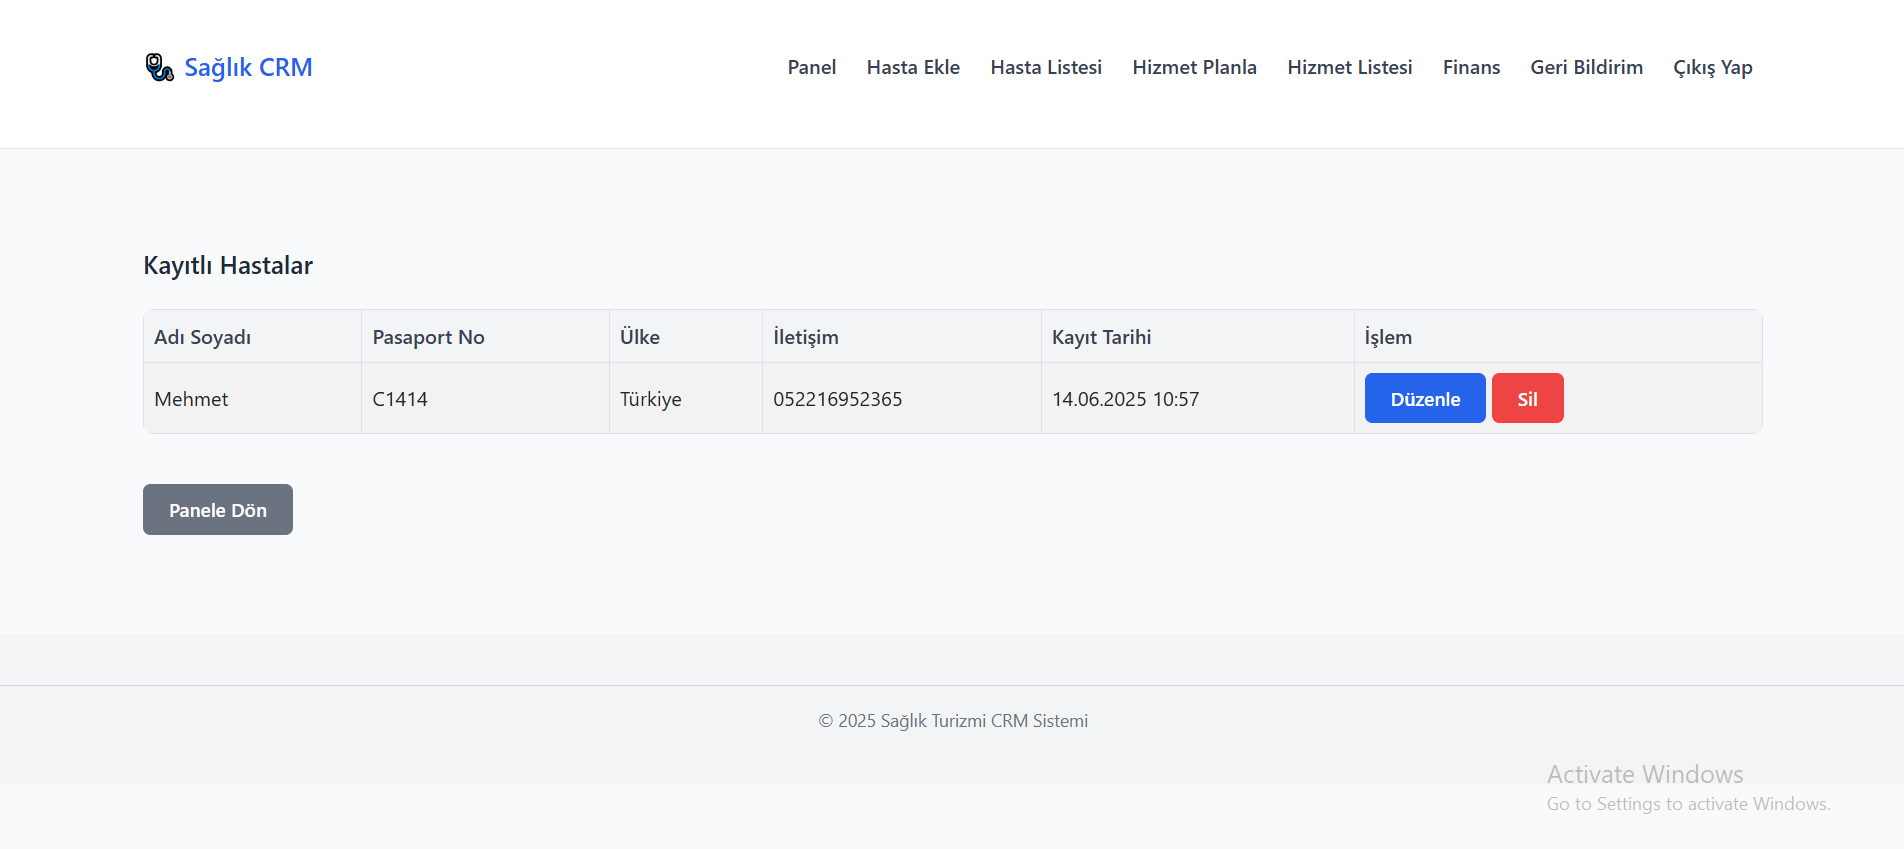 Sağlık CRM
Panel Hasta Ekle Hasta Listesi Hizmet Planla Hizmet Listesi Finans Geri Bildirim Çıkış Yap
Kayıtlı Hastalar
Adı Soyadı Pasaport No Ülke İletişim Kayıt Tarihi İşlem
Mehmet C1414 Türkiye 052216952365 14.06.2025 10:57 Düzenle Sil
Panele Dön
© 2025 Sağlık Turizmi CRM Sistemi
Activate Windows
Go to Settings to activate Windows.